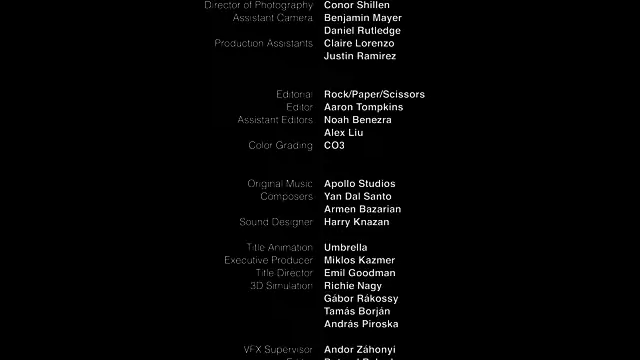 Director of Photography Conor Shillen
Assistant Camera Benjamin Mayer
Daniel Rutledge
Production Assistants Claire Lorenzo
Justin Ramirez
Editorial Rock/Paper/Scissors
Editor Aaron Tompkins
Assistant Editors Noah Benezra
Alex Liu
Color Grading CO3
Original Music Apollo Studios
Composers Yan Dal Santo
Armen Bazarian
Sound Designer Harry Knazan
Title Animation Umbrella
Executive Producer Miklos Kazmer
Title Director Emil Goodman
3D Simulation Richie Nagy
Gábor Rákossy
Tamás Borján
András Piroska
VFX Supervisor Andor Záhonyi